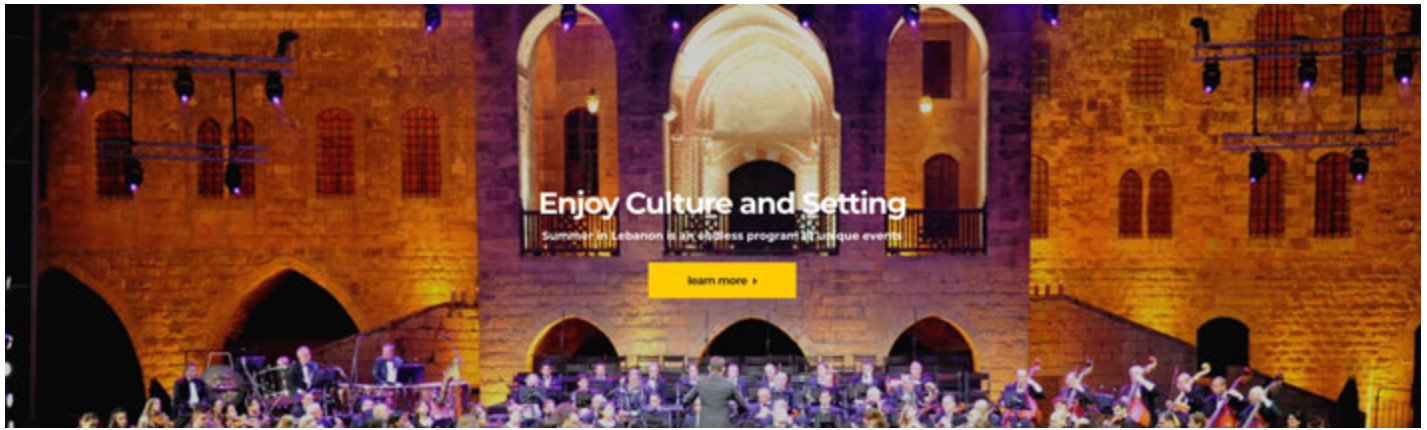 Enjoy Culture and Setting
Summer in Lebanon is an endless program of unique events
learn more